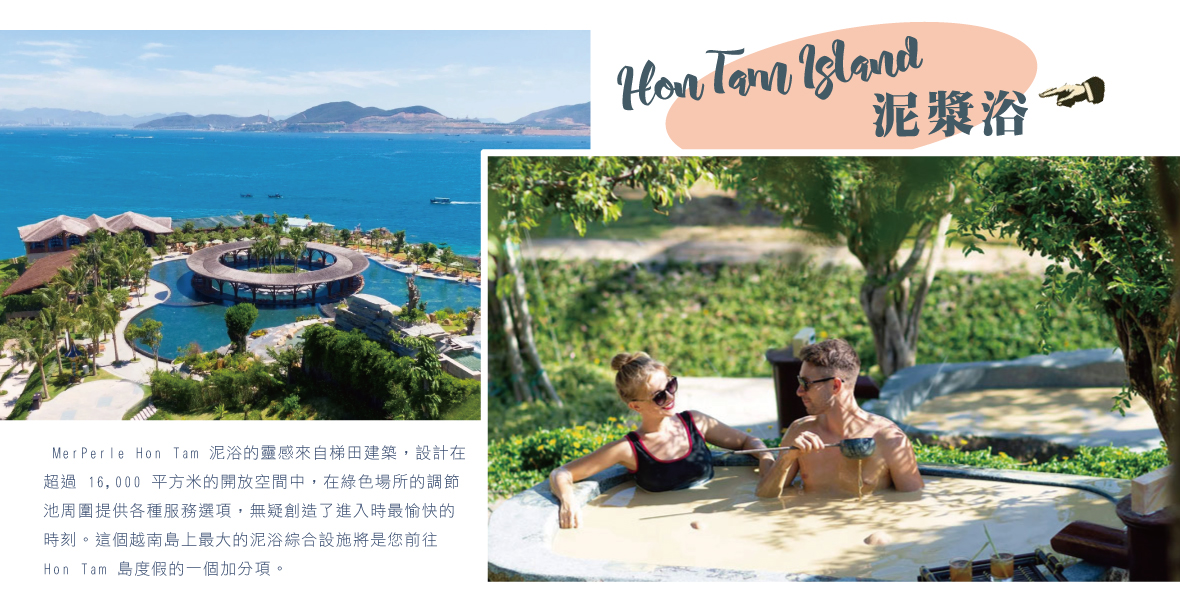 Hon Tam Island
泥漿浴
MerPerle Hon Tam 泥浴的靈感來自梯田建築，設計在
超過 16,000 平方米的開放空間中，在綠色場所的調節
池周圍提供各種服務選項，無疑創造了進入時最愉快的
時刻。這個越南島上最大的泥浴綜合設施將是您前往
Hon Tam 島度假的一個加分項。